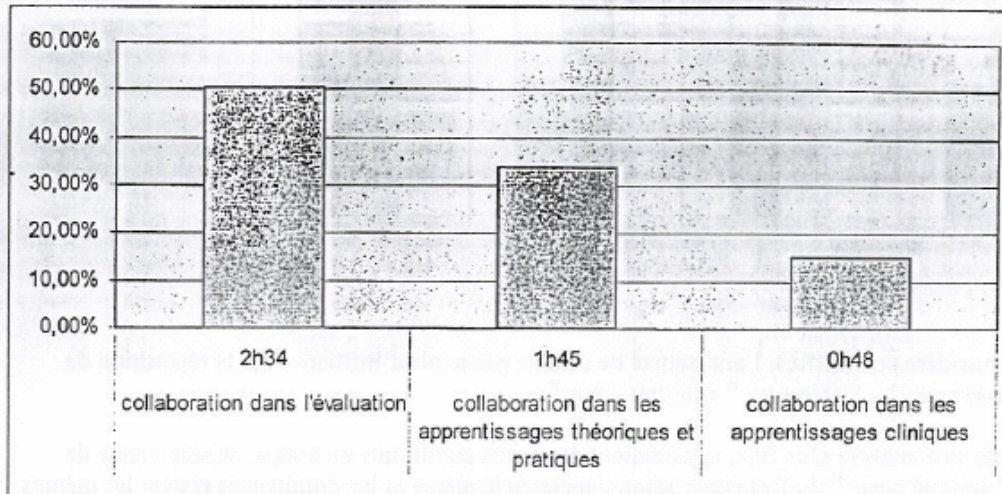 60,00%
50,00%
40,00%
30,00%
20,00%
10,00%
0,00%
2h34
1h45
0h48
collaboration dans l'évaluation
collaboration dans les
apprentissages théoriques et
pratiques
collaboration dans les
apprentissages cliniques